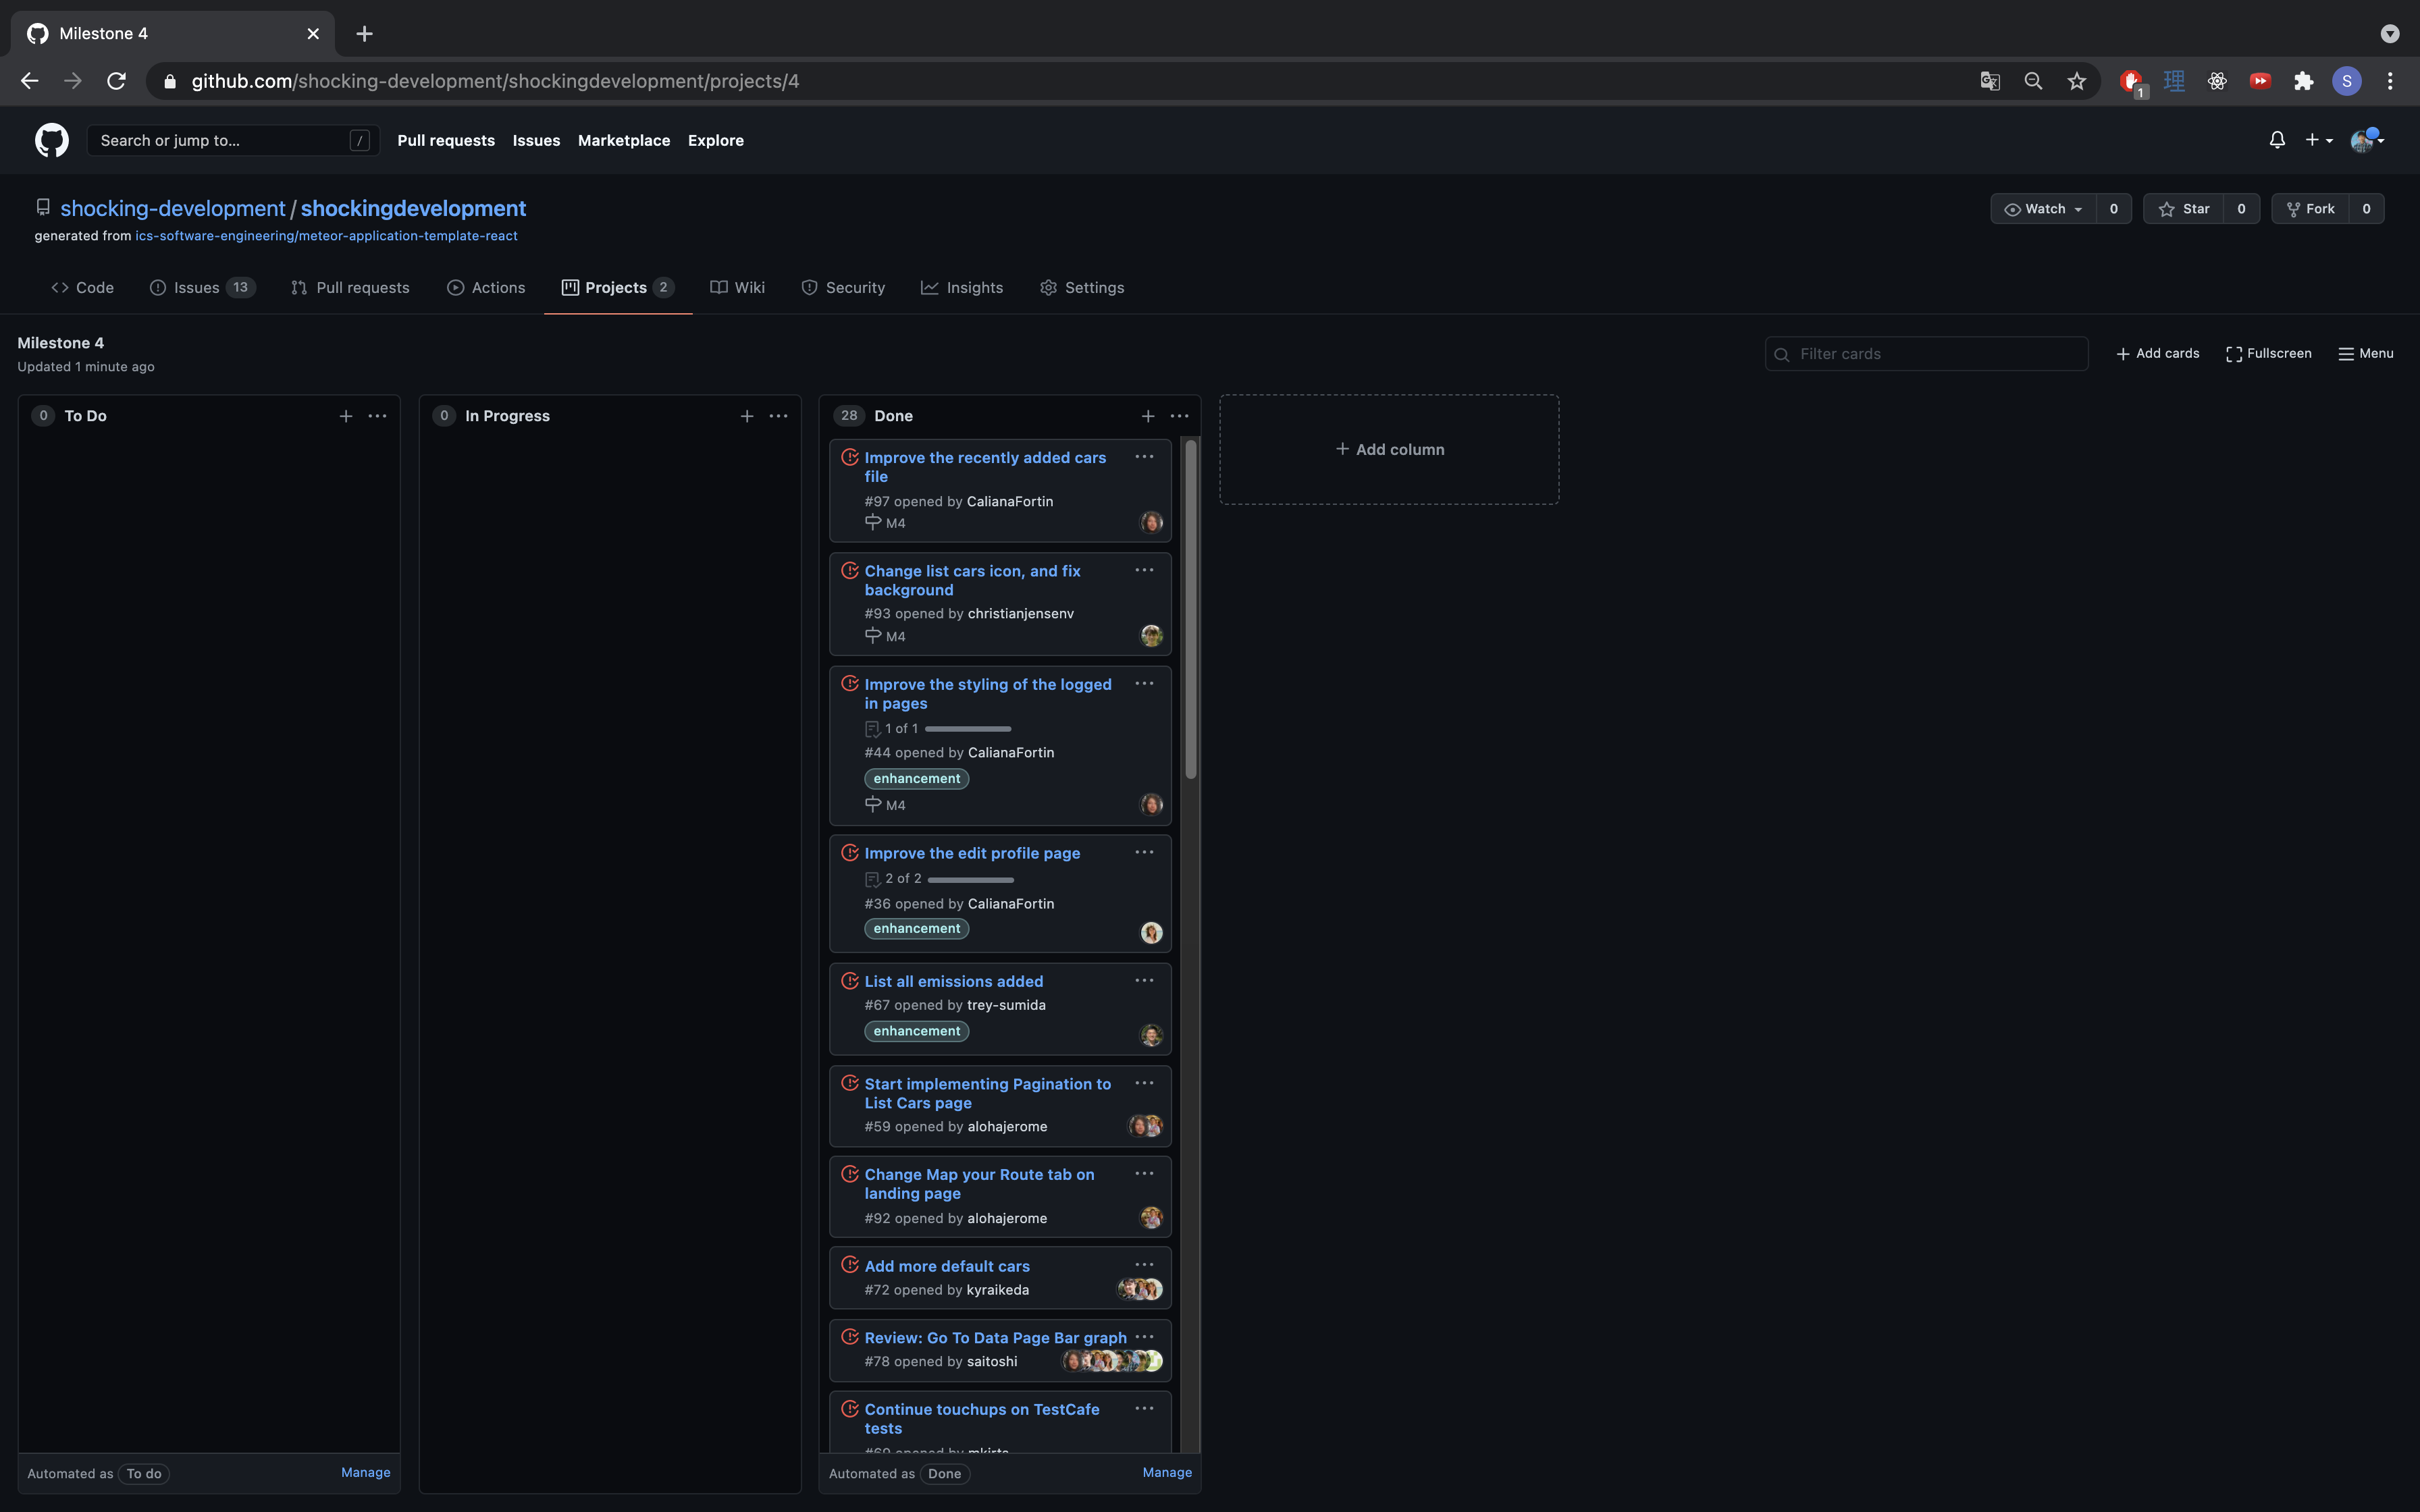 Milestone 4
github.com/shocking-development/shockingdevelopment/projects/4
1
理
S
Search or jump to...
/
Pull requests
Issues
Marketplace
Explore
shocking-development / shockingdevelopment
generated from ics-software-engineering/meteor-application-template-react
Watch 0
Star 0
Fork 0
Code
Issues 13
Pull requests
Actions
Projects 2
Wiki
Security
Insights
Settings
Milestone 4
Updated 1 minute ago
Filter cards
Add cards
Fullscreen
Menu
0 To Do
0 In Progress
28 Done
Improve the recently added cars
file
#97 opened by CalianaFortin
M4
Change list cars icon, and fix
background
#93 opened by christianjensenv
M4
Improve the styling of the logged
in pages
1 of 1
#44 opened by CalianaFortin
enhancement
M4
Improve the edit profile page
2 of 2
#36 opened by CalianaFortin
enhancement
List all emissions added
#67 opened by trey-sumida
enhancement
Start implementing Pagination to
List Cars page
#59 opened by alohajerome
Change Map your Route tab on
landing page
#92 opened by alohajerome
Add more default cars
#72 opened by kyraikeda
Review: Go To Data Page Bar graph
#78 opened by saitoshi
Continue touchups on TestCafe
tests
opened by
Add column
Automated as To do
Manage
Automated as Done
Manage